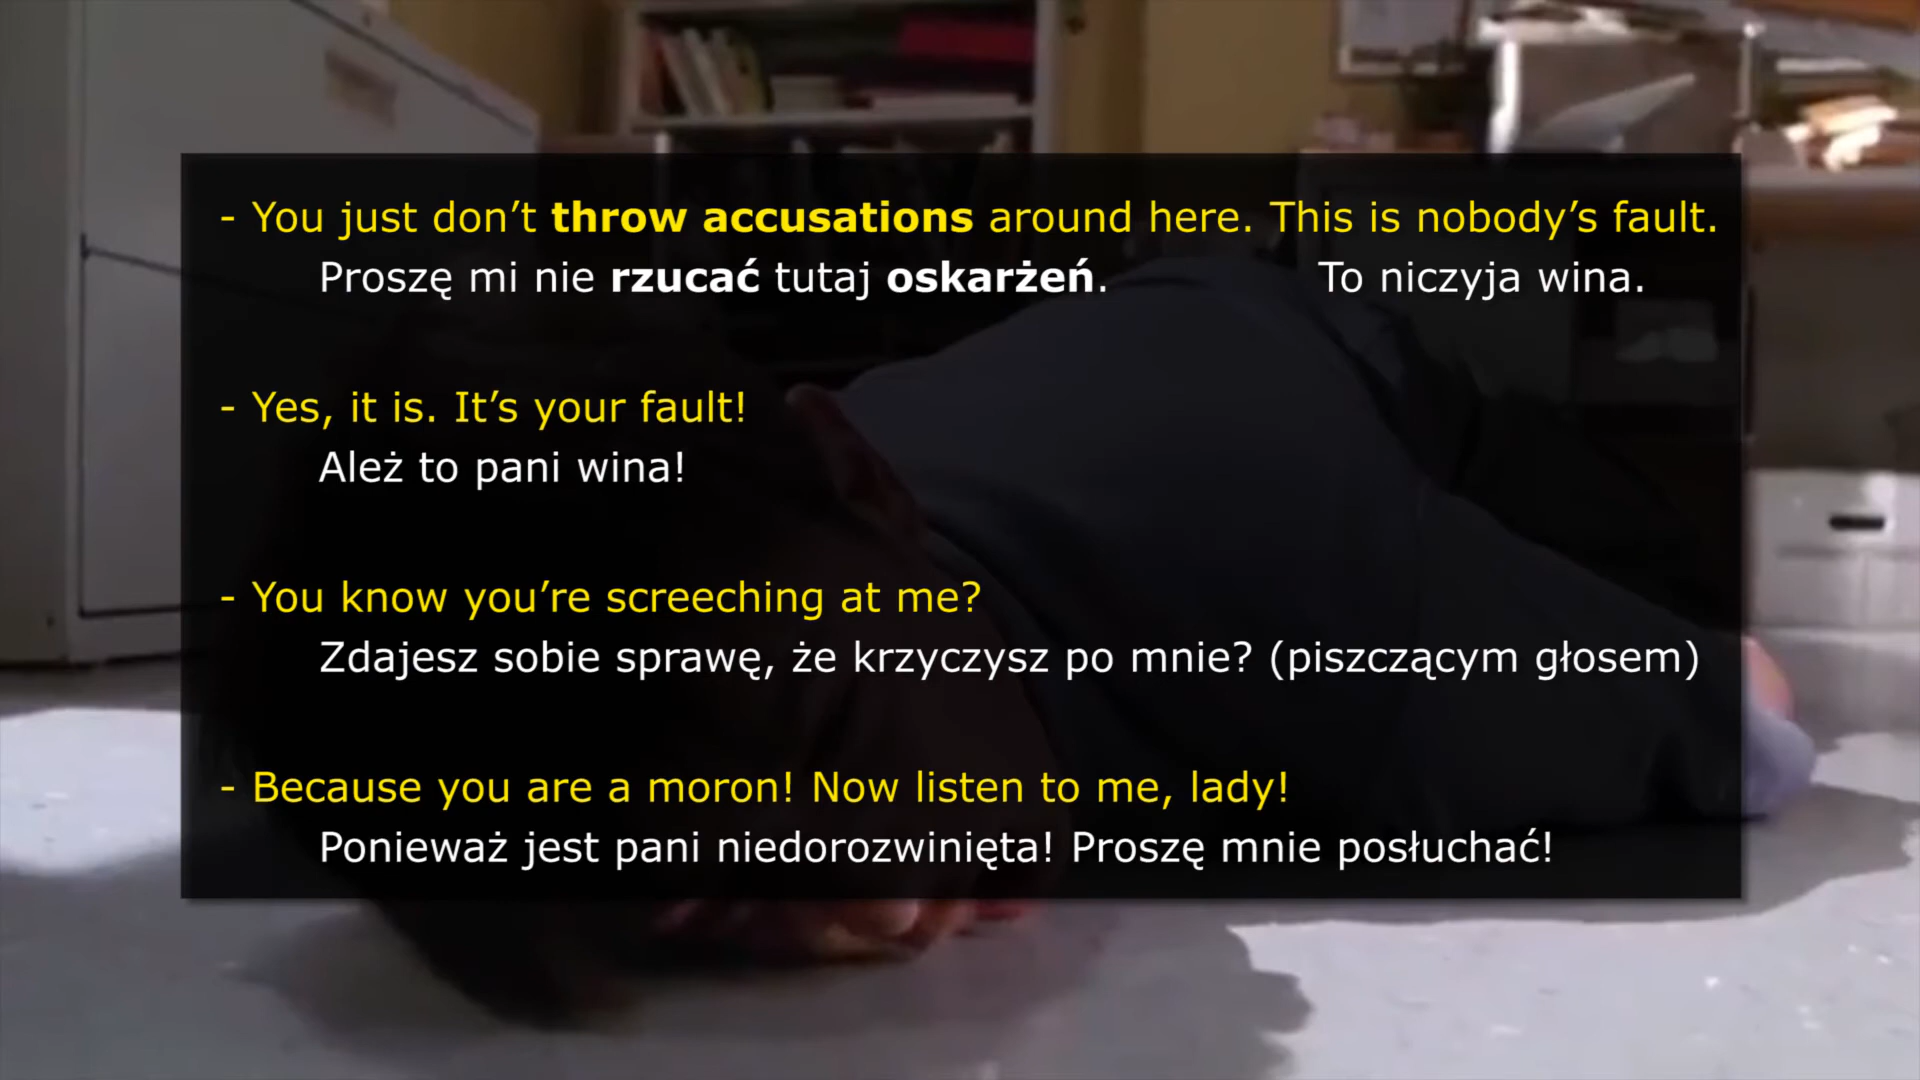 - You just don’t throw accusations around here. This is nobody’s fault.
Proszę mi nie rzucać tutaj oskarżeń. To niczyja wina.
- Yes, it is. It’s your fault!
Ależ to pani wina!
- You know you’re screeching at me?
Zdajesz sobie sprawę, że krzyczysz po mnie? (piszczącym głosem)
- Because you are a moron! Now listen to me, lady!
Ponieważ jest pani niedorozwinięta! Proszę mnie posłuchać!